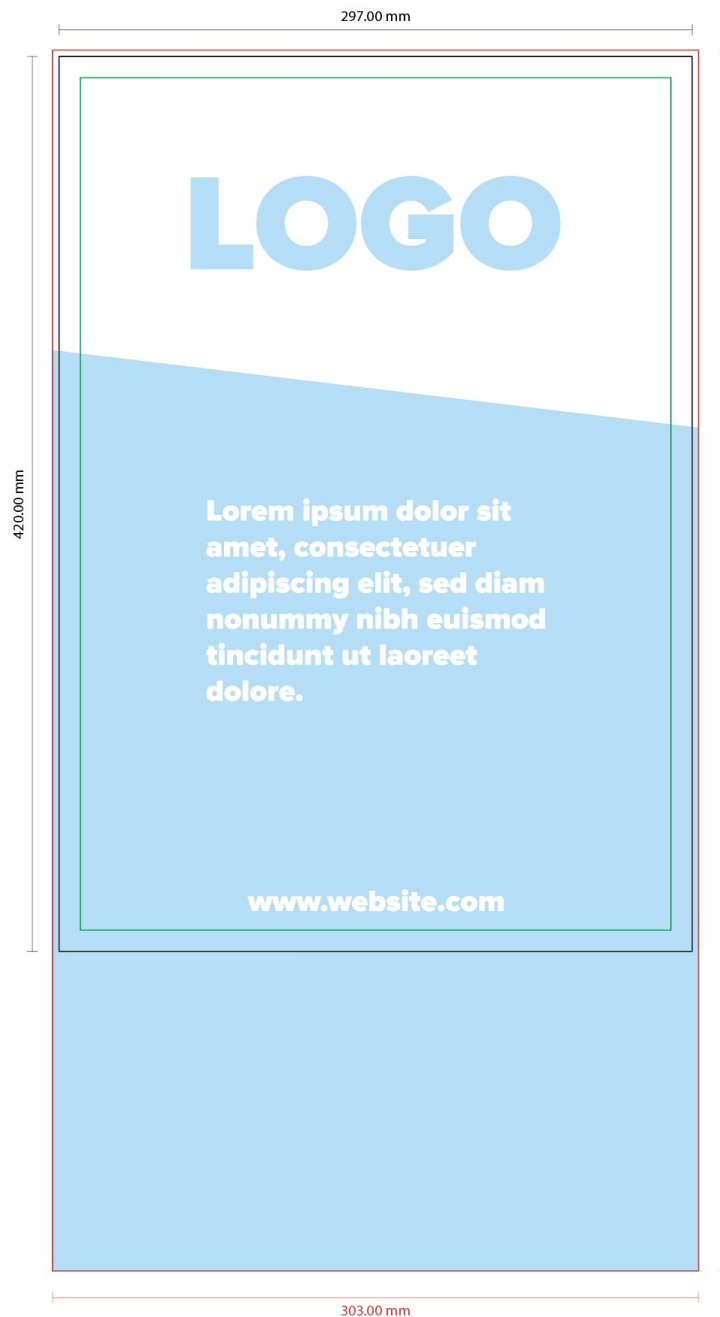 297.00 mm
420.00 mm
LOGO
Lorem ipsum dolor sit
amet, consectetuer
adipiscing elit, sed diam
nonummy nibh euismod
tincidunt ut laoreet
dolore.
www.website.com
303.00 mm